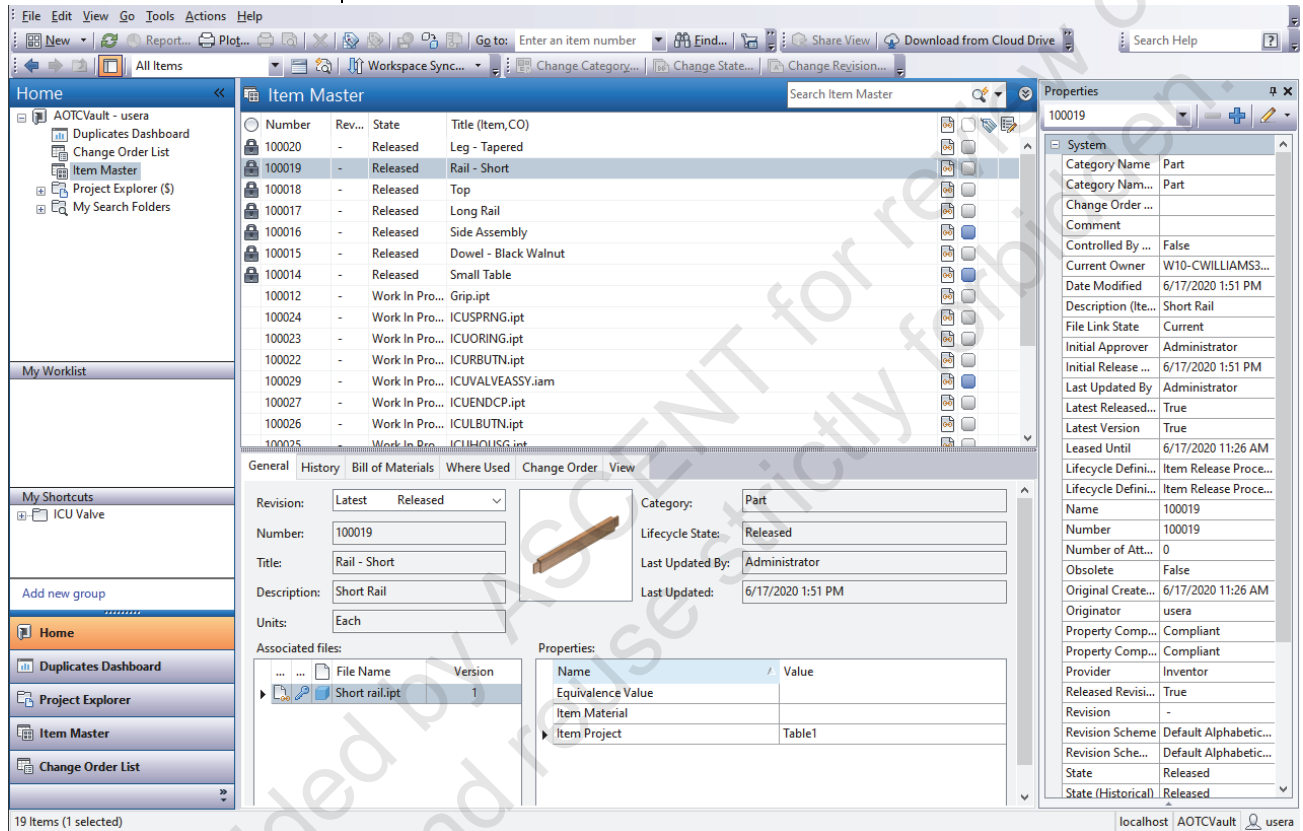 File Edit View Go Tools Actions Help
New Report... Plot... Go to: Enter an item number Find... Share View Download from Cloud Drive Search Help
All Items Workspace Sync... Change Category... Change State... Change Revision...
Home
AOTCVault - usera
Duplicates Dashboard
Change Order List
Item Master
Project Explorer ($)
My Search Folders
My Worklist
My Shortcuts
ICU Valve
Add new group
Home
Duplicates Dashboard
Project Explorer
Item Master
Change Order List
Item Master Search Item Master
Number Rev... State Title (Item,CO)
100020 - Released Leg - Tapered
100019 - Released Rail - Short
100018 - Released Top
100017 - Released Long Rail
100016 - Released Side Assembly
100015 - Released Dowel - Black Walnut
100014 - Released Small Table
100012 - Work In Pro... Grip.ipt
100024 - Work In Pro... ICUSPRNG.ipt
100023 - Work In Pro... ICUORING.ipt
100022 - Work In Pro... ICURBUTN.ipt
100029 - Work In Pro... ICUVALVEASSY.iam
100027 - Work In Pro... ICUENDCP.ipt
100026 - Work In Pro... ICULBUTN.ipt
100025 - Work In Pro... ICUHOUSG.ipt
General History Bill of Materials Where Used Change Order View
Revision: Latest Released Category: Part
Number: 100019 Lifecycle State: Released
Title: Rail - Short Last Updated By: Administrator
Description: Short Rail Last Updated: 6/17/2020 1:51 PM
Units: Each
Associated files: Properties:
... ... File Name Version Name Value
Short rail.ipt 1 Equivalence Value
Item Material
Item Project Table1
Properties
100019
System
Category Name Part
Category Nam... Part
Change Order ...
Comment
Controlled By ... False
Current Owner W10-CWILLIAMS3...
Date Modified 6/17/2020 1:51 PM
Description (Ite... Short Rail
File Link State Current
Initial Approver Administrator
Initial Release ... 6/17/2020 1:51 PM
Last Updated By Administrator
Latest Released... True
Latest Version True
Leased Until 6/17/2020 11:26 AM
Lifecycle Defini... Item Release Proce...
Lifecycle Defini... Item Release Proce...
Name 100019
Number 100019
Number of Att... 0
Obsolete False
Original Create... 6/17/2020 11:26 AM
Originator usera
Property Comp... Compliant
Property Comp... Compliant
Provider Inventor
Released Revisi... True
Revision -
Revision Scheme Default Alphabetic...
Revision Sche... Default Alphabetic...
State Released
State (Historical) Released
19 Items (1 selected) localhost AOTCVault usera
ided by ASCENT for review o
nd reuse strictly forbidden.